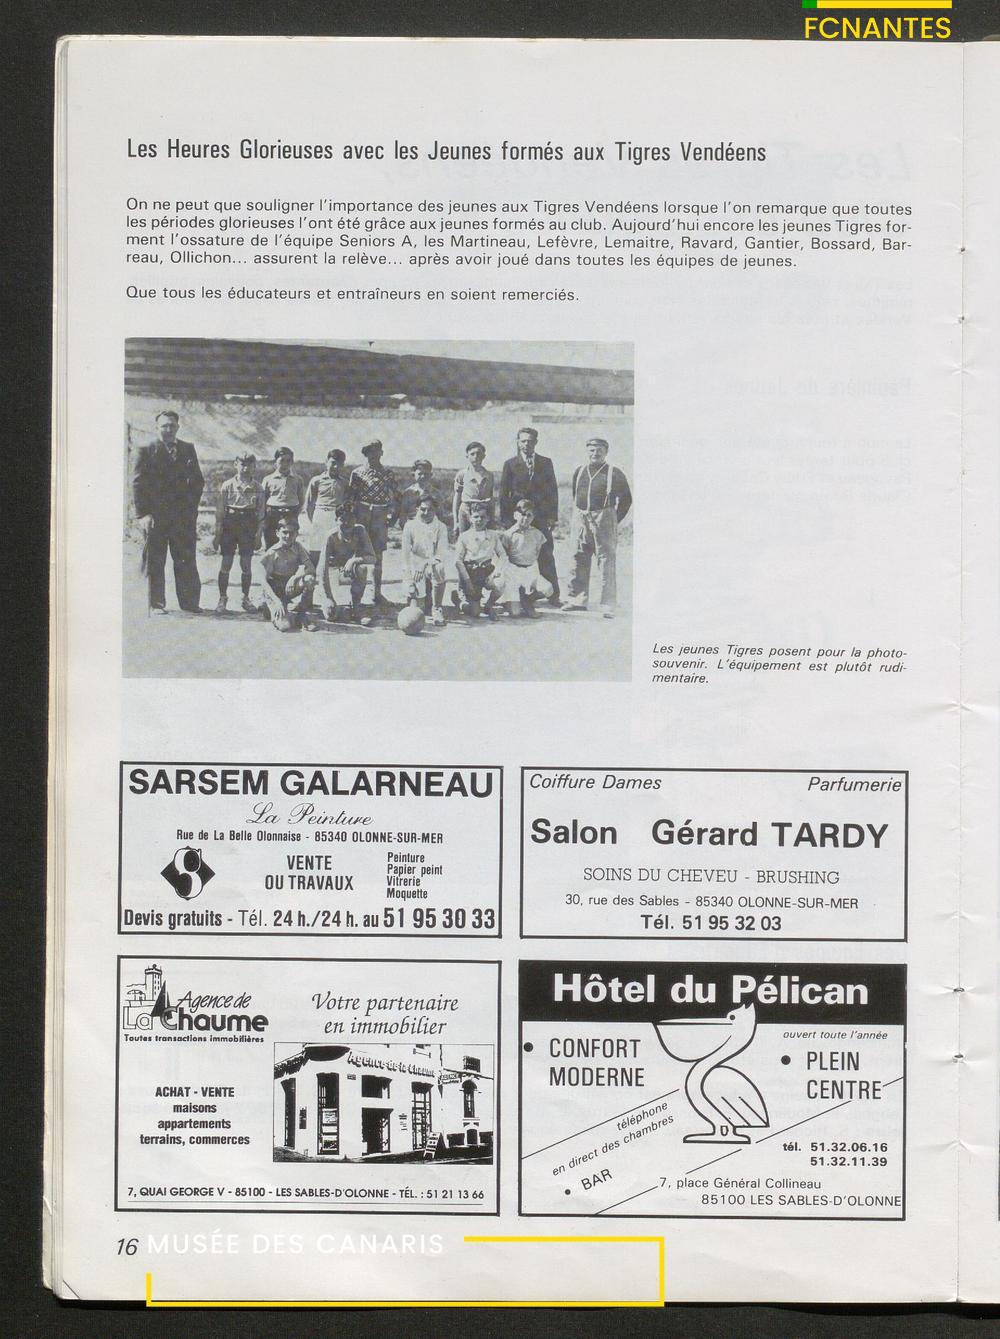 FCNANTES
Les Heures Glorieuses avec les Jeunes formés aux Tigres Vendéens
On ne peut que souligner l'importance des jeunes aux Tigres Vendéens lorsque l'on remarque que toutes
les périodes glorieuses l'ont été grâce aux jeunes formés au club. Aujourd'hui encore les jeunes Tigres for-
ment l'ossature de l'équipe Seniors A, les Martineau, Lefèvre, Lemaitre, Ravard, Gantier, Bossard, Bar-
reau, Ollichon... assurent la relève... après avoir joué dans toutes les équipes de jeunes.
Que tous les éducateurs et entraîneurs en soient remerciés.
Les jeunes Tigres posent pour la photo-
souvenir. L'équipement est plutôt rudi-
mentaire.
SARSEM GALARNEAU
La Peinture
Rue de La Belle Olonnaise - 85340 OLONNE-SUR-MER
S
VENTE
OU TRAVAUX
Peinture
Papier peint
Vitrerie
Moquette
Devis gratuits - Tél. 24 h./24 h. au 51 95 30 33
Coiffure Dames Parfumerie
Salon Gérard TARDY
SOINS DU CHEVEU - BRUSHING
30, rue des Sables - 85340 OLONNE-SUR-MER
Tél. 51 95 32 03
Agence de
La Chaume
Toutes transactions immobilières
Votre partenaire
en immobilier
Agence de la Chaume
AGENCE
ACHAT - VENTE
maisons
appartements
terrains, commerces
7, QUAI GEORGE V - 85100 - LES SABLES-D'OLONNE - TÉL. : 51 21 13 66
Hôtel du Pélican
ouvert toute l'année
• CONFORT
MODERNE
• PLEIN
CENTRE
téléphone
en direct des chambres
• BAR
tél. 51.32.06.16
51.32.11.39
7, place Général Collineau
85100 LES SABLES-D'OLONNE
16
MUSÉE DES CANARIS